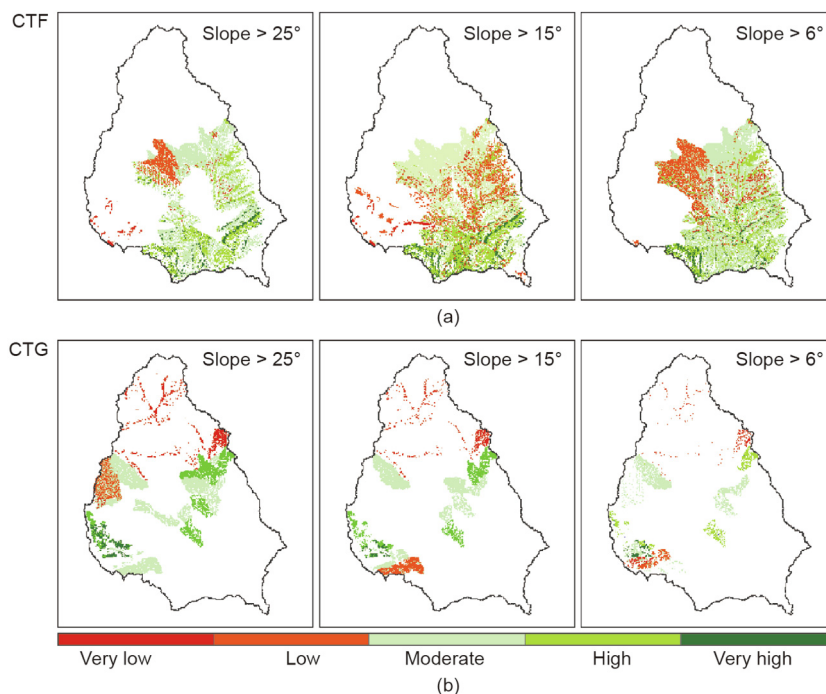 CTF
Slope > 25°
Slope > 15°
Slope > 6°
(a)
CTG
Slope > 25°
Slope > 15°
Slope > 6°
Very low
Low
Moderate
High
Very high
(b)